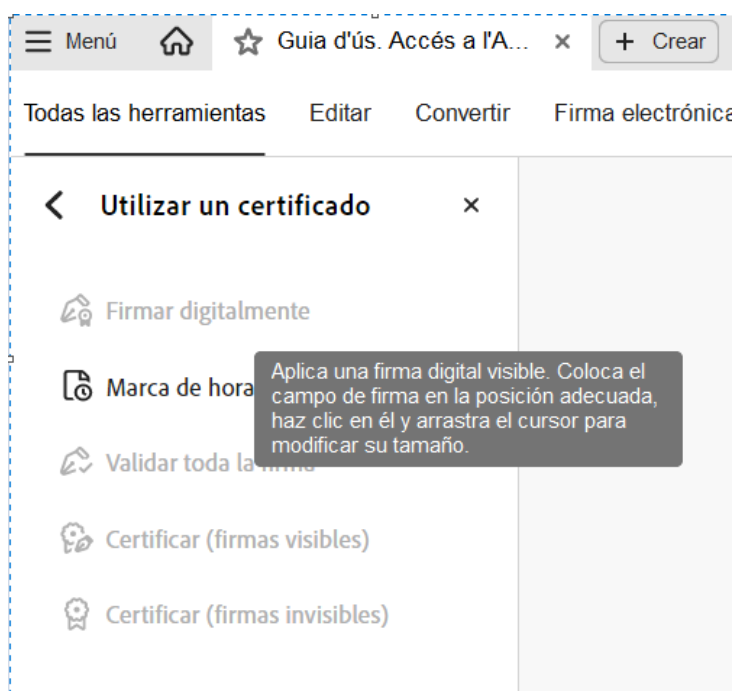 Menú
Guia d'ús. Accés a l'A...
+ Crear
Todas las herramientas
Editar
Convertir
Firma electrónica
Utilizar un certificado
Firmar digitalmente
Marca de hora
Aplica una firma digital visible. Coloca el
campo de firma en la posición adecuada,
haz clic en él y arrastra el cursor para
modificar su tamaño.
Validar toda la firma
Certificar (firmas visibles)
Certificar (firmas invisibles)